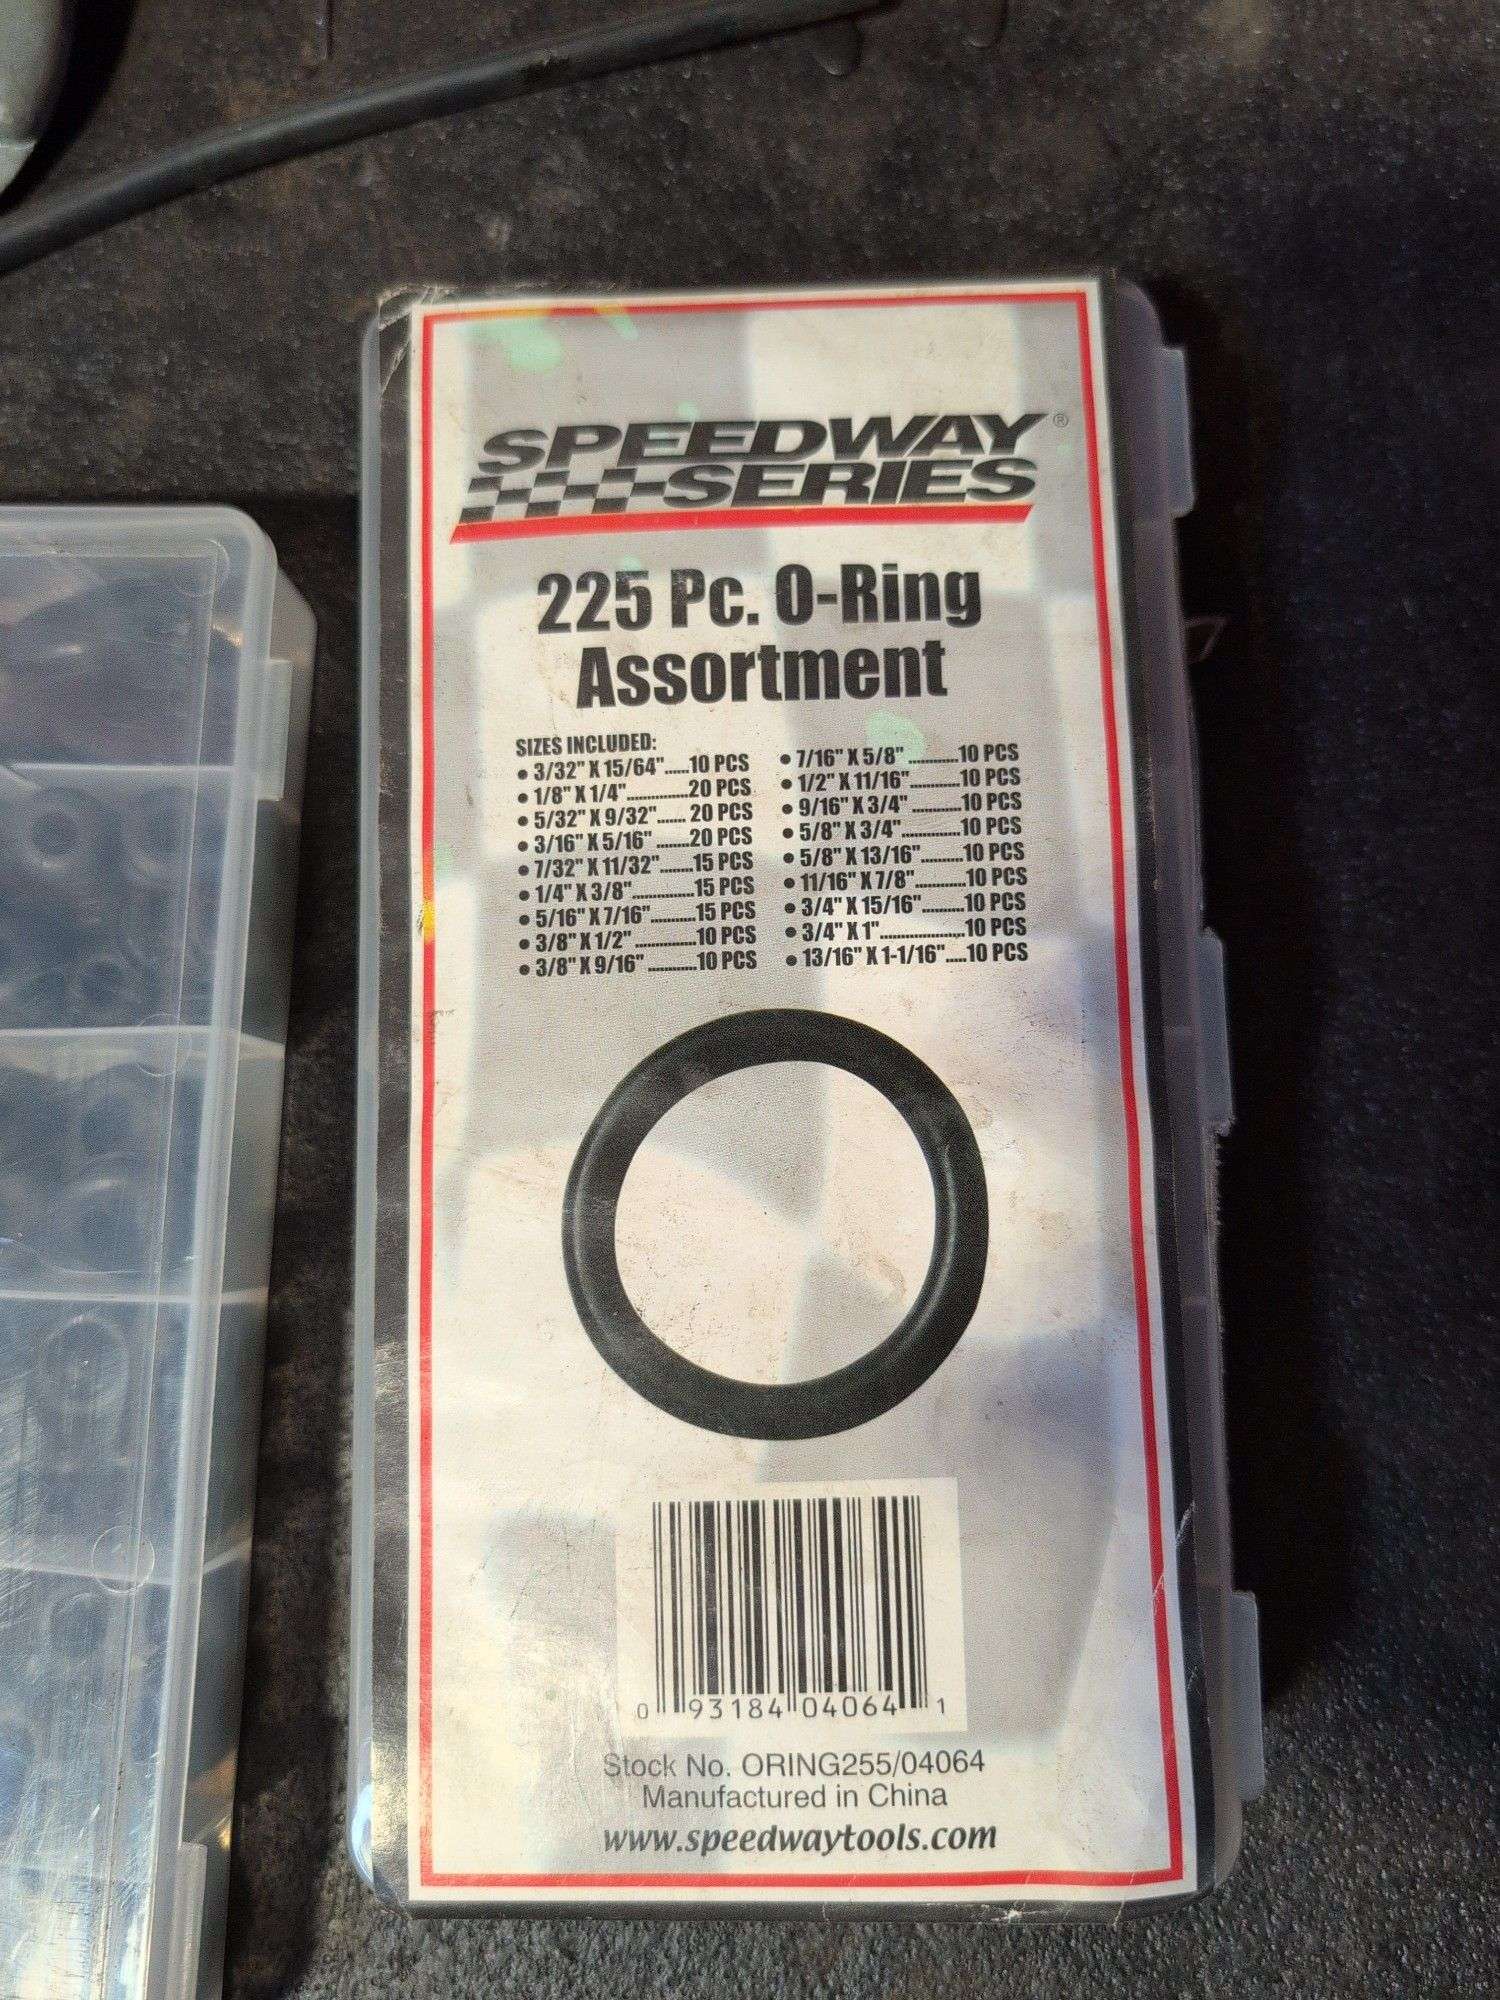 SPEEDWAY®
SERIES
225 Pc. O-Ring
Assortment
SIZES INCLUDED:
• 3/32" X 15/64".....10 PCS
• 1/8" X 1/4"..............20 PCS
• 5/32" X 9/32"....... 20 PCS
• 3/16" X 5/16" ........20 PCS
• 7/32" X 11/32".......15 PCS
• 1/4" X 3/8"..............15 PCS
• 5/16" X 7/16"..........15 PCS
• 3/8" X 1/2" ..............10 PCS
• 3/8" X 9/16" ...........10 PCS
• 7/16" X 5/8" ...........10 PCS
• 1/2" X 11/16"...........10 PCS
• 9/16" X 3/4" ...........10 PCS
• 5/8" X 3/4".............10 PCS
• 5/8" X 13/16"..........10 PCS
• 11/16" X 7/8"...........10 PCS
• 3/4" X 15/16"..........10 PCS
• 3/4" X 1"...................10 PCS
• 13/16" X 1-1/16".....10 PCS
0 93184 04064 1
Stock No. ORING255/04064
Manufactured in China
www.speedwaytools.com